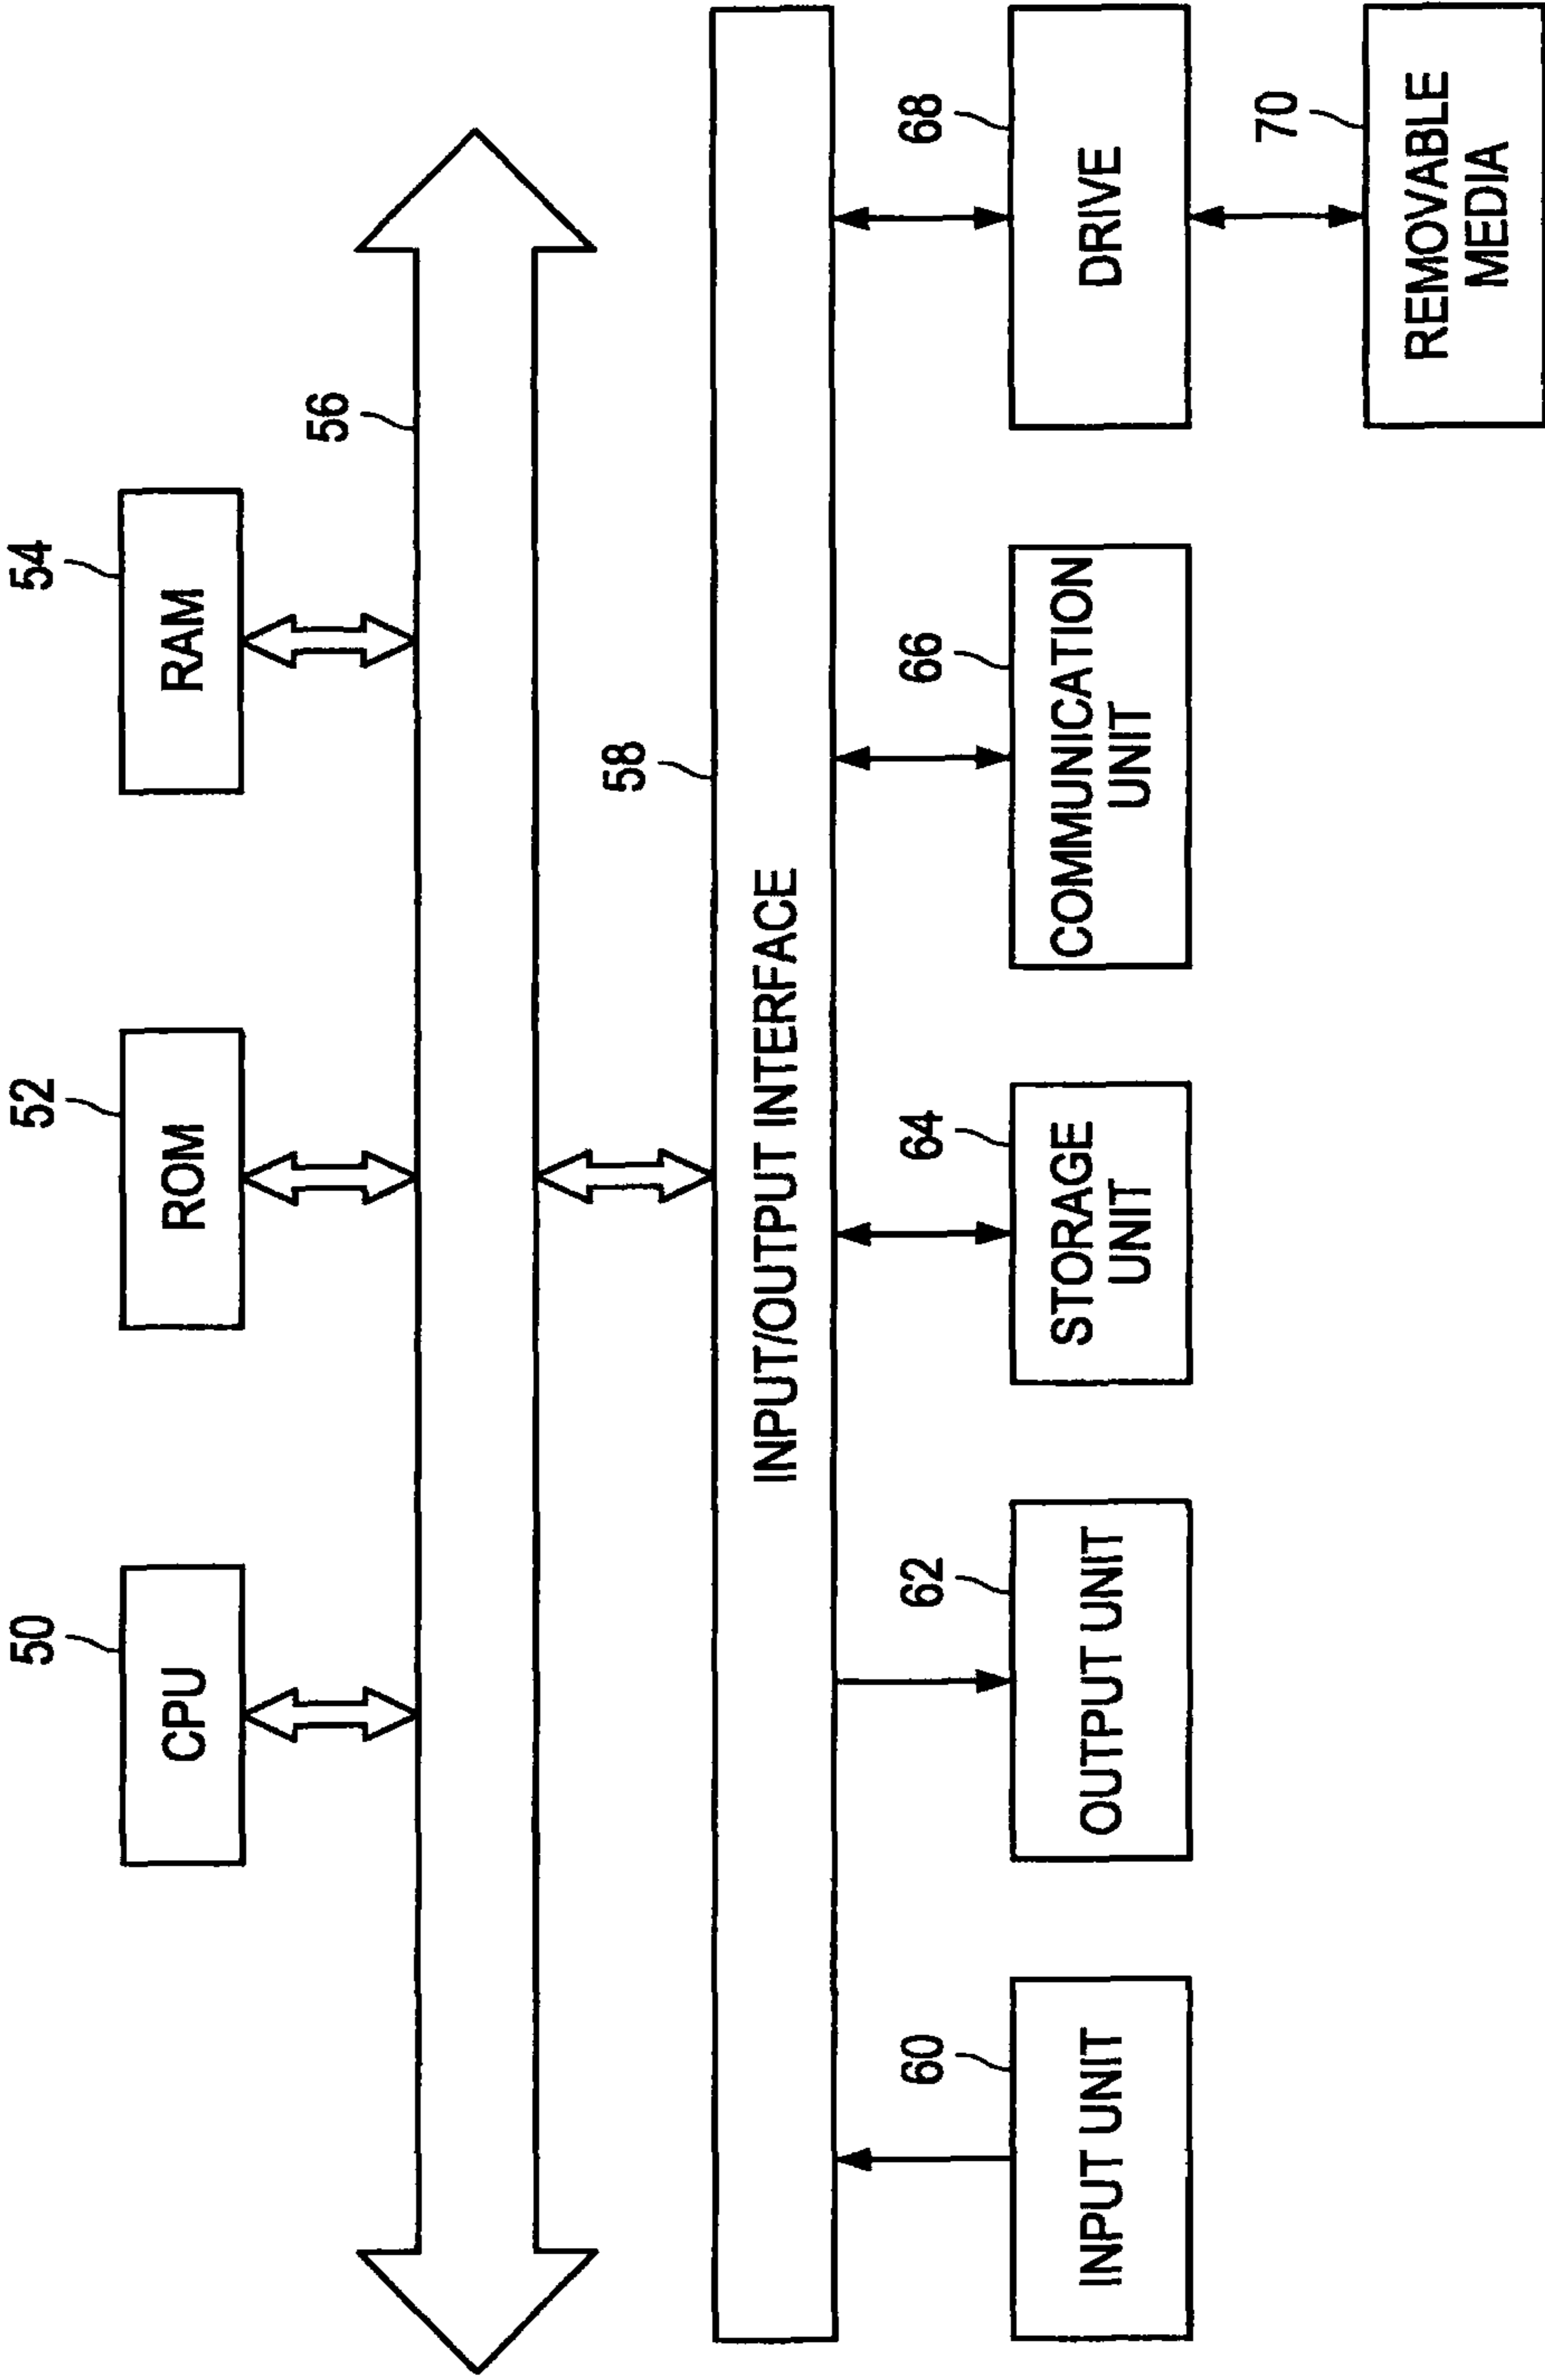 50
CPU
52
ROM
54
RAM
56
58
INPUT/OUTPUT INTERFACE
60
INPUT UNIT
62
OUTPUT UNIT
64
STORAGE
UNIT
66
COMMUNICATION
UNIT
68
DRIVE
70
REMOVABLE
MEDIA